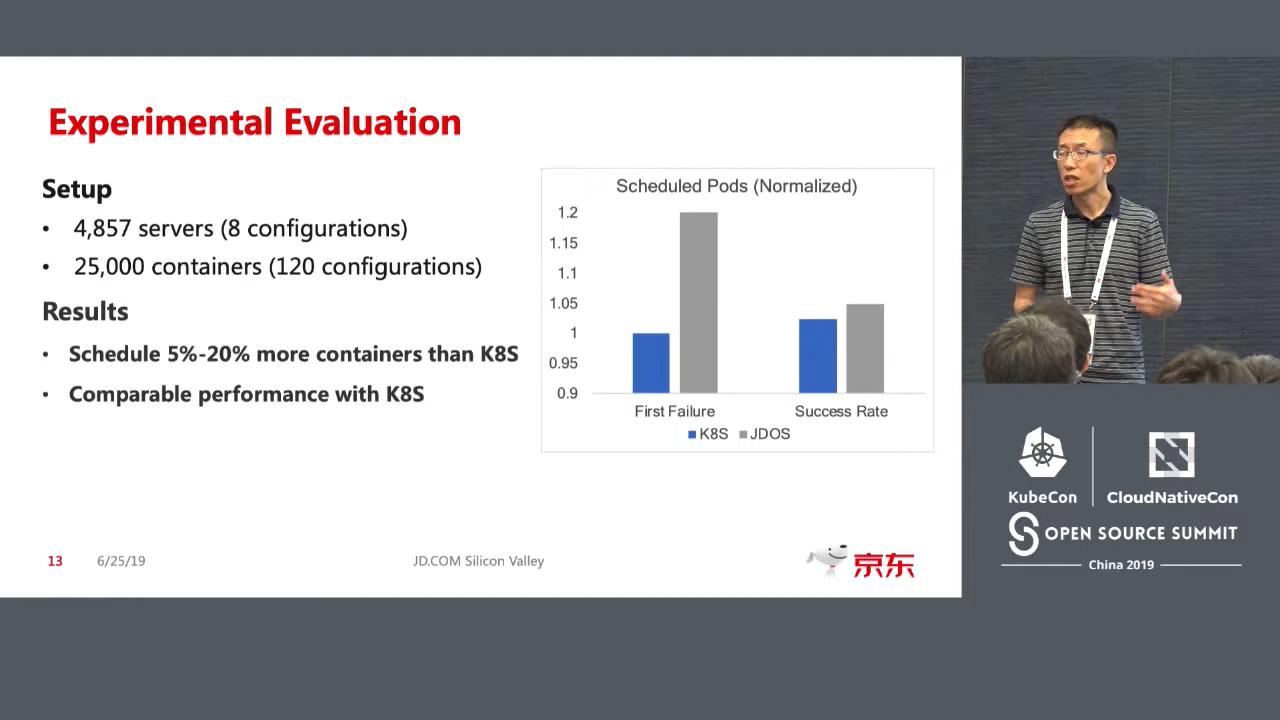 Experimental Evaluation
Setup
• 4,857 servers (8 configurations)
• 25,000 containers (120 configurations)
Results
• Schedule 5%-20% more containers than K8S
• Comparable performance with K8S
Scheduled Pods (Normalized)
1.2
1.15
1.1
1.05
1
0.95
0.9
First Failure Success Rate
K8S JDOS
13 6/25/19 JD.COM Silicon Valley
京东
KubeCon CloudNativeCon
OPEN SOURCE SUMMIT
China 2019